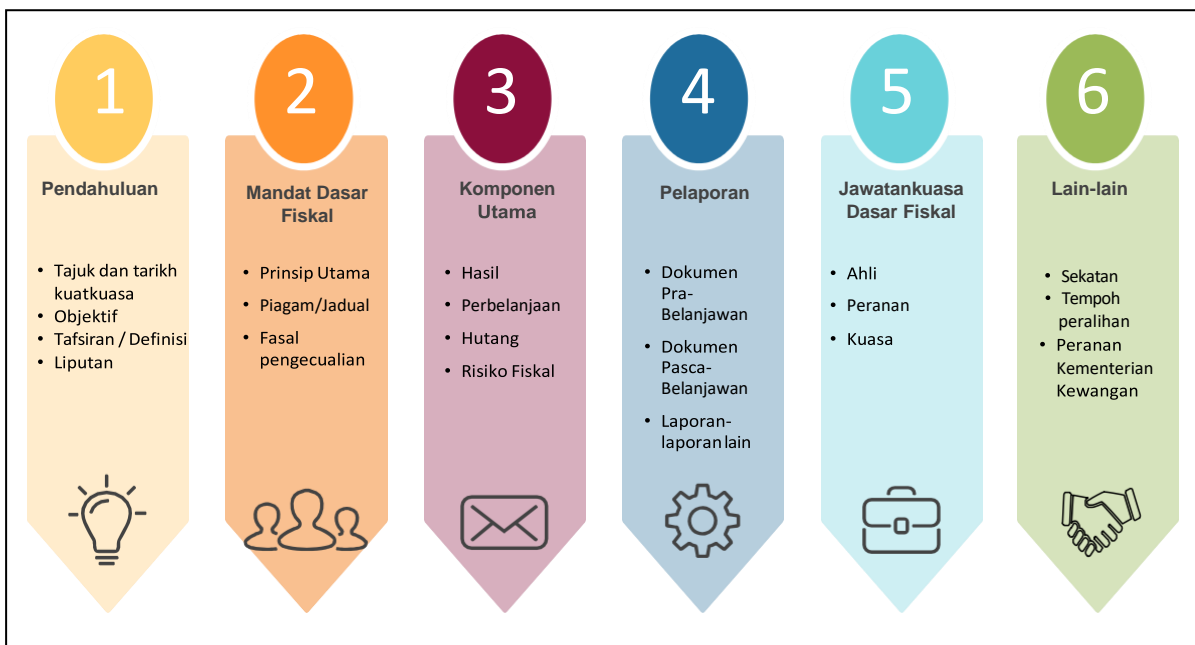 1
Pendahuluan
• Tajuk dan tarikh
kuatkuasa
• Objektif
• Tafsiran / Definisi
• Liputan
2
Mandat Dasar
Fiskal
• Prinsip Utama
• Piagam/Jadual
• Fasal
pengecualian
3
Komponen
Utama
• Hasil
• Perbelanjaan
• Hutang
• Risiko Fiskal
4
Pelaporan
• Dokumen
Pra-
Belanjawan
• Dokumen
Pasca-
Belanjawan
• Laporan-
laporan lain
5
Jawatankuasa
Dasar Fiskal
• Ahli
• Peranan
• Kuasa
6
Lain-lain
• Sekatan
• Tempoh
peralihan
• Peranan
Kementerian
Kewangan